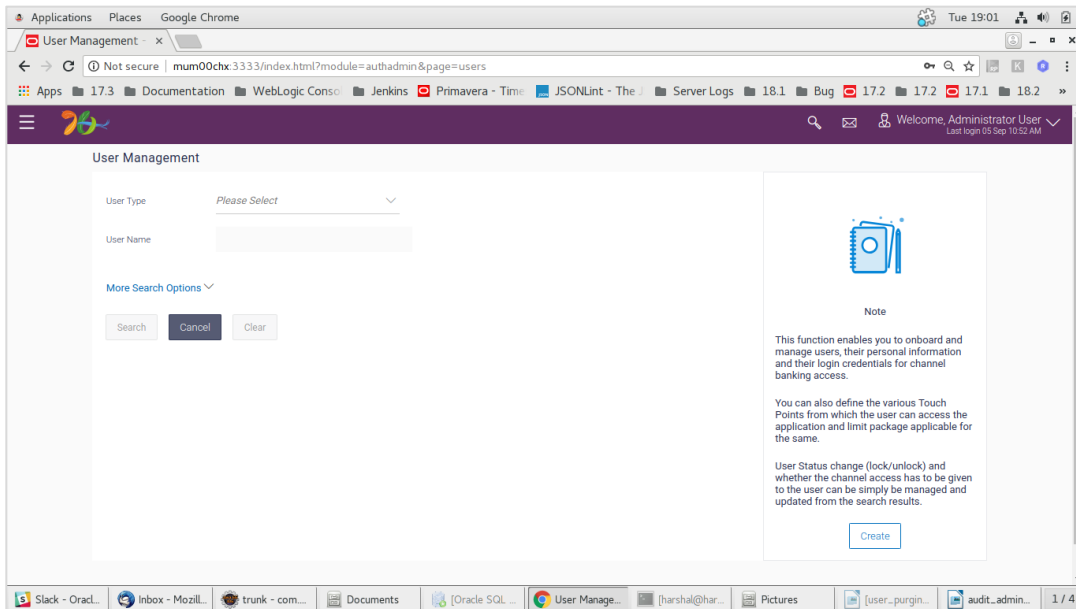 Applications Places Google Chrome Tue 19:01
User Management - 
Not secure | mum00chx:3333/index.html?module=authadmin&page=users
Apps 17.3 Documentation WebLogic Conso Jenkins Primavera - Time JSONLint - The J Server Logs 18.1 Bug 17.2 17.2 17.1 18.2 »
Welcome, Administrator User
Last login 05 Sep 10:52 AM
User Management
User Type Please Select
User Name
More Search Options
Search Cancel Clear
Note
This function enables you to onboard and
manage users, their personal information
and their login credentials for channel
banking access.
You can also define the various Touch
Points from which the user can access the
application and limit package applicable for
the same.
User Status change (lock/unlock) and
whether the channel access has to be given
to the user can be simply be managed and
updated from the search results.
Create
Slack - Oracl... Inbox - Mozill... trunk - com.... Documents [Oracle SQL ... User Manage... [harshal@har... Pictures [user_purgin... audit_admin... 1 / 4